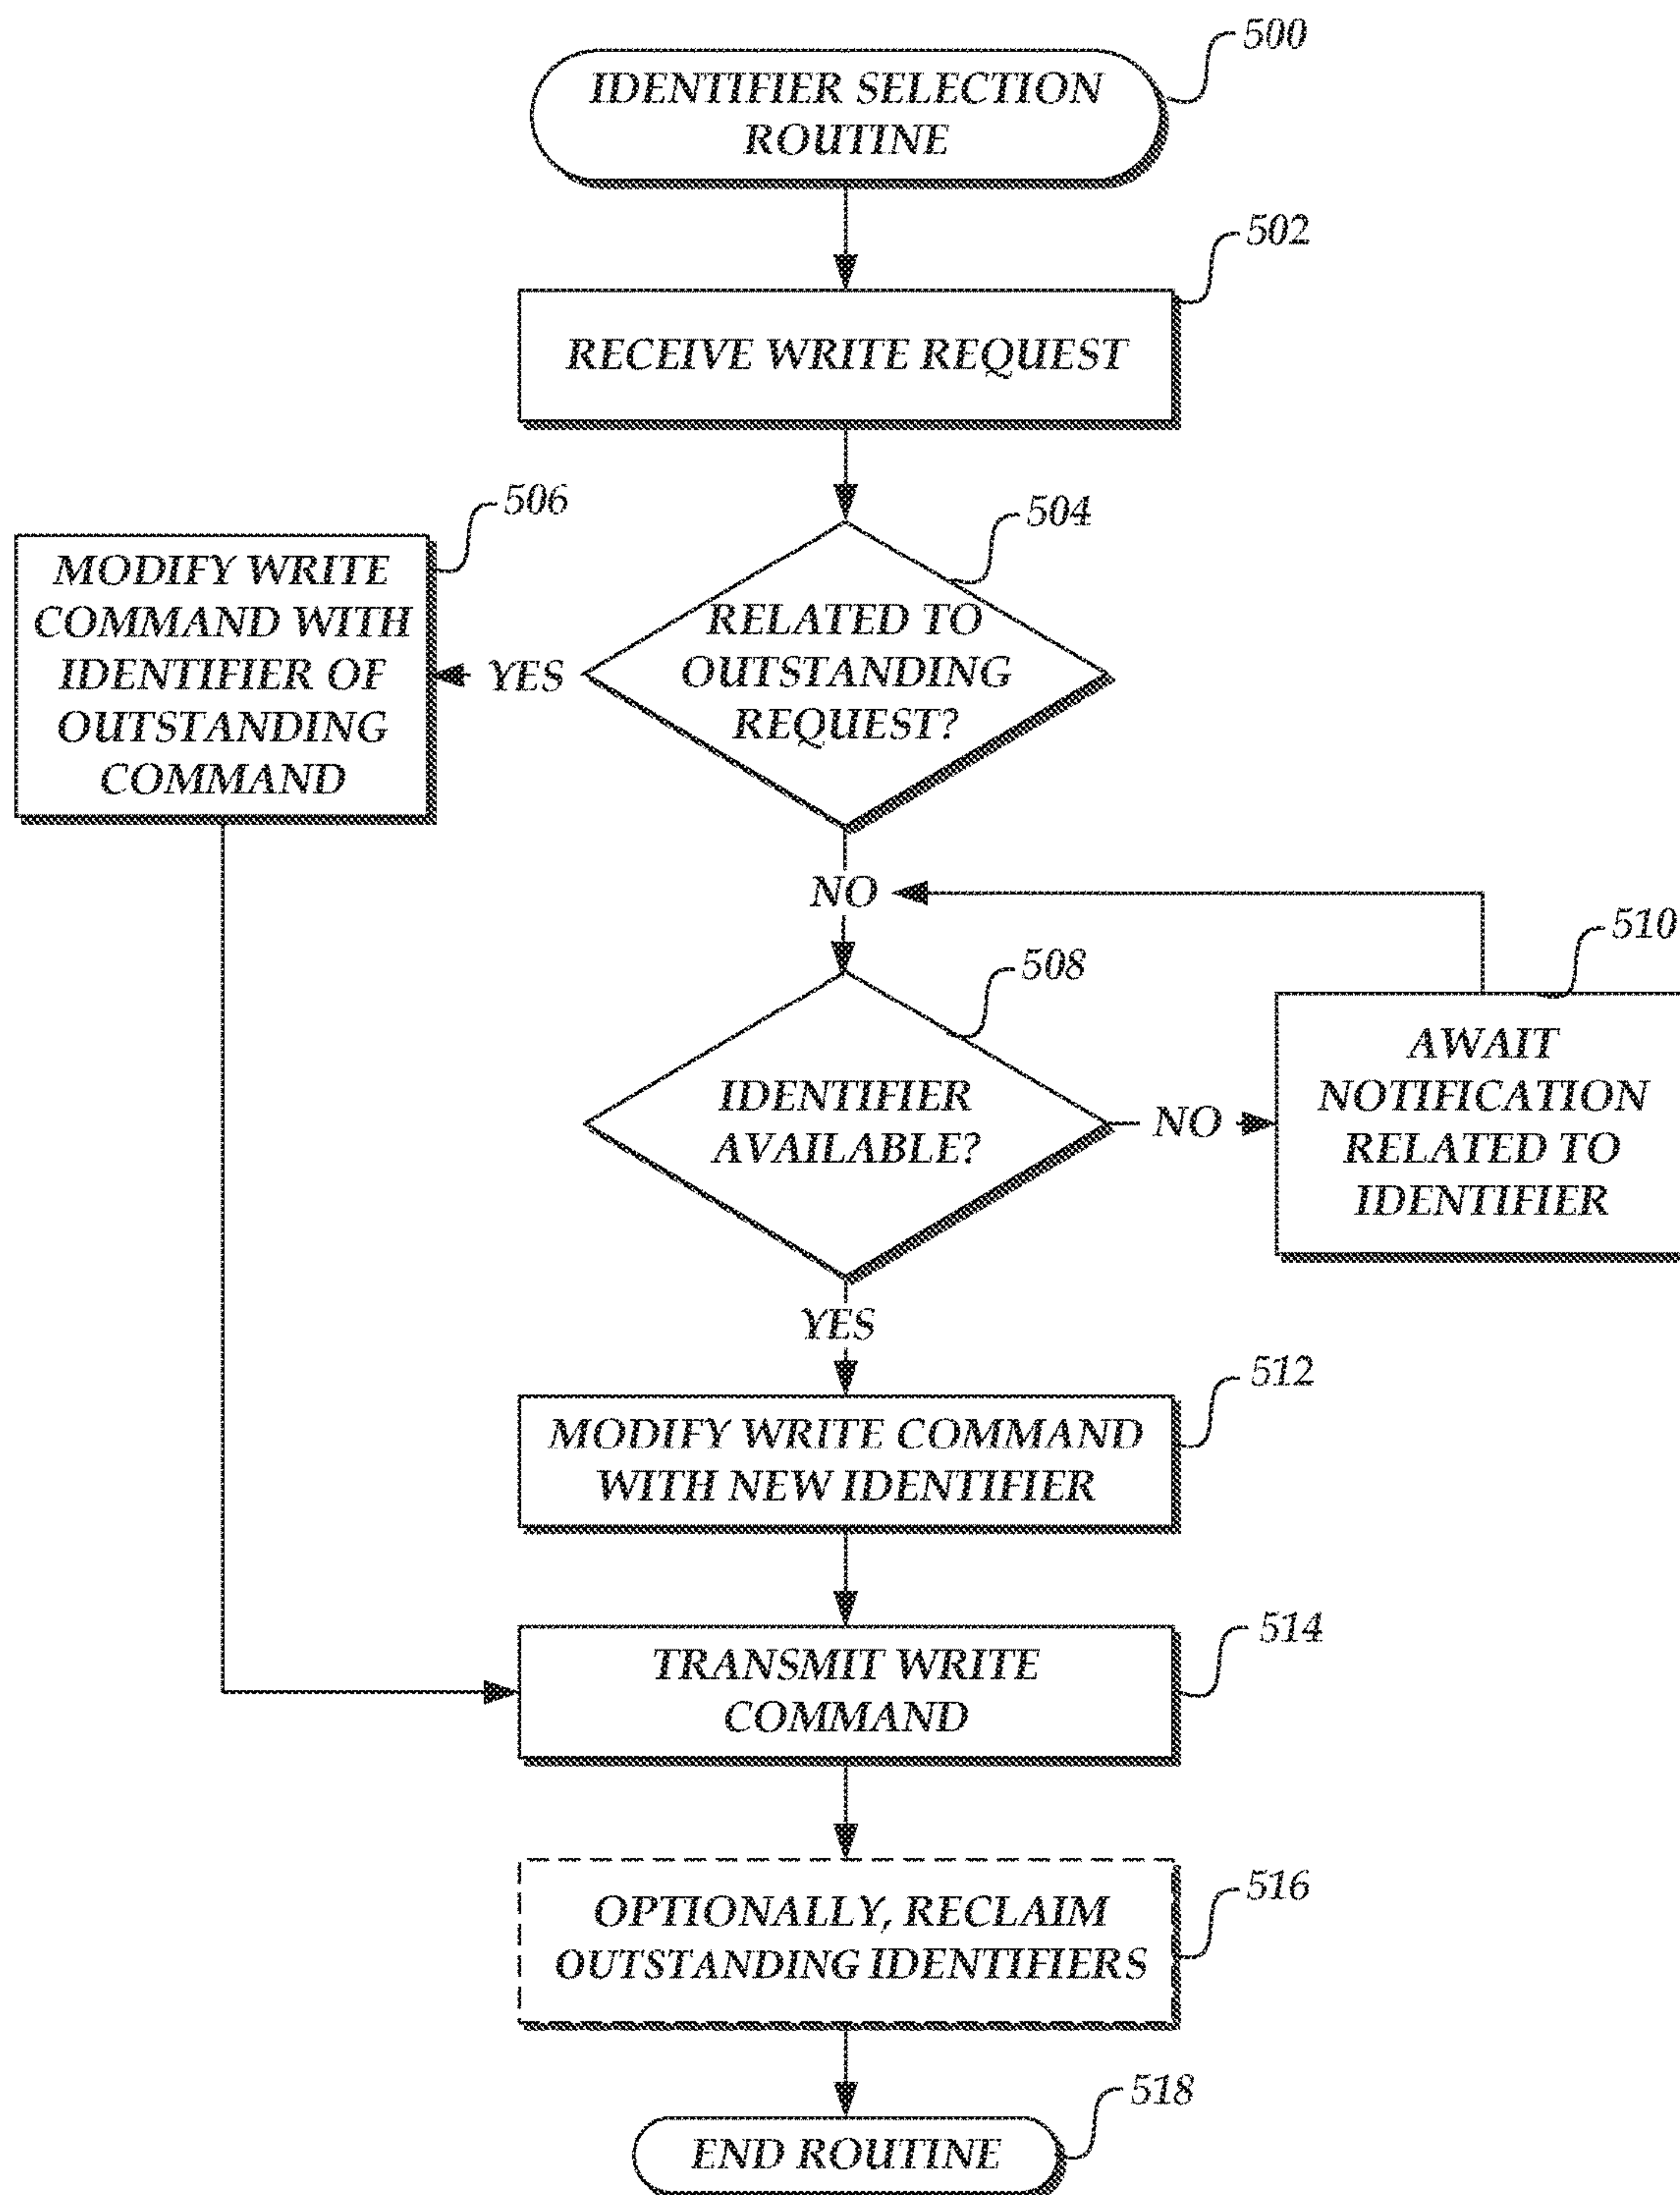 500
IDENTIFIER SELECTION
ROUTINE
502
RECEIVE WRITE REQUEST
506
MODIFY WRITE
COMMAND WITH
IDENTIFIER OF
OUTSTANDING
COMMAND
504
RELATED TO
OUTSTANDING
REQUEST?
YES
NO
510
508
IDENTIFIER
AVAILABLE?
NO
AWAIT
NOTIFICATION
RELATED TO
IDENTIFIER
YES
512
MODIFY WRITE COMMAND
WITH NEW IDENTIFIER
514
TRANSMIT WRITE
COMMAND
516
OPTIONALLY, RECLAIM
OUTSTANDING IDENTIFIERS
518
END ROUTINE